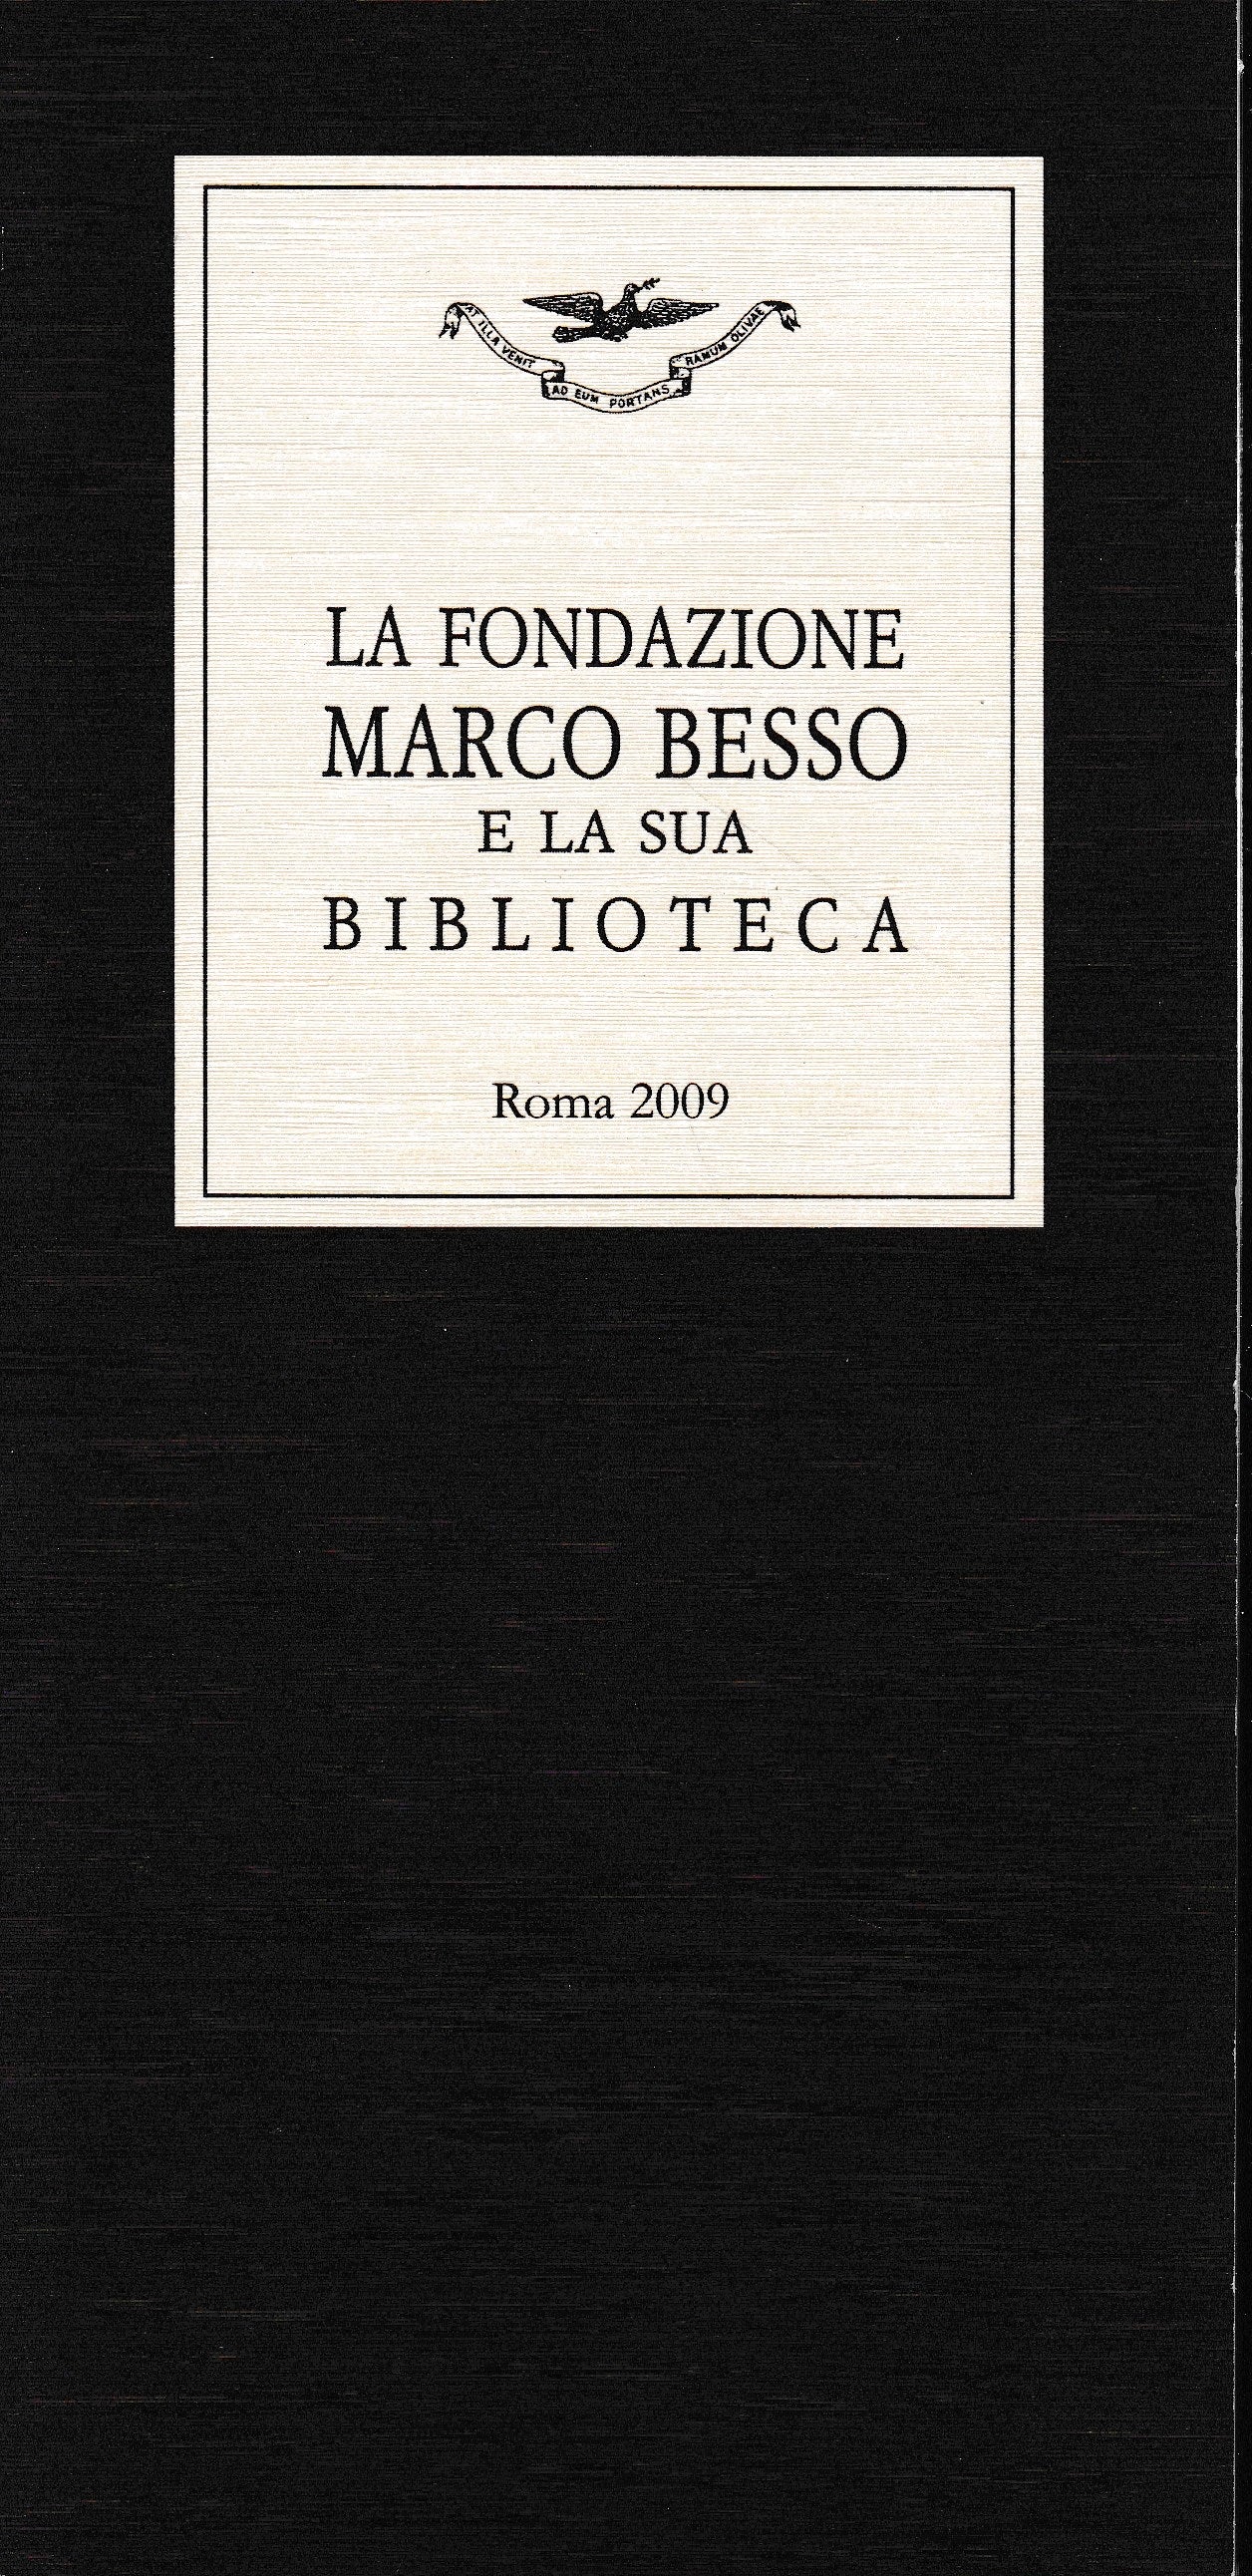 AT ILLA VENIT
AD EUM PORTANS
RAMUM OLIVAE
LA FONDAZIONE
MARCO BESSO
E LA SUA
BIBLIOTECA
Roma 2009